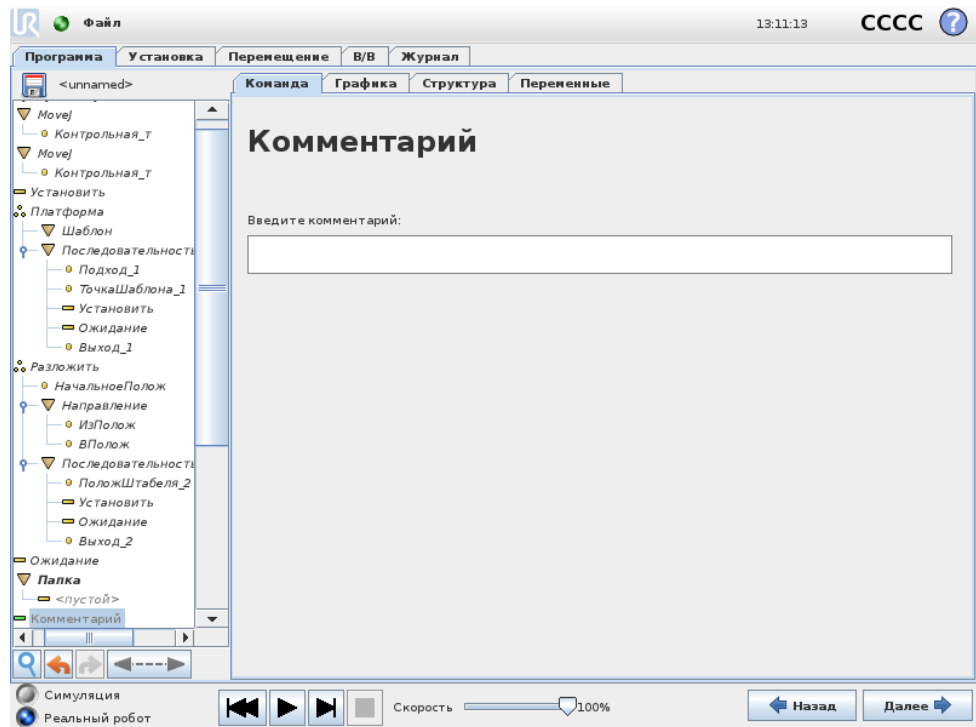 Файл
13:11:13
CCCC
?
Программа
Установка
Перемещение
В/В
Журнал
<unnamed>
Команда
Графика
Структура
Переменные
MoveJ
Контрольная_т
MoveJ
Контрольная_т
Установить
Платформа
Шаблон
Последовательность
Подход_1
ТочкаШаблона_1
Установить
Ожидание
Выход_1
Разложить
НачальноеПолож
Направление
ИзПолож
ВПолож
Последовательность
ПоложШтабеля_2
Установить
Ожидание
Выход_2
Ожидание
Папка
<пустой>
Комментарий
Комментарий
Введите комментарий:
Симуляция
Реальный робот
Скорость
100%
Назад
Далее